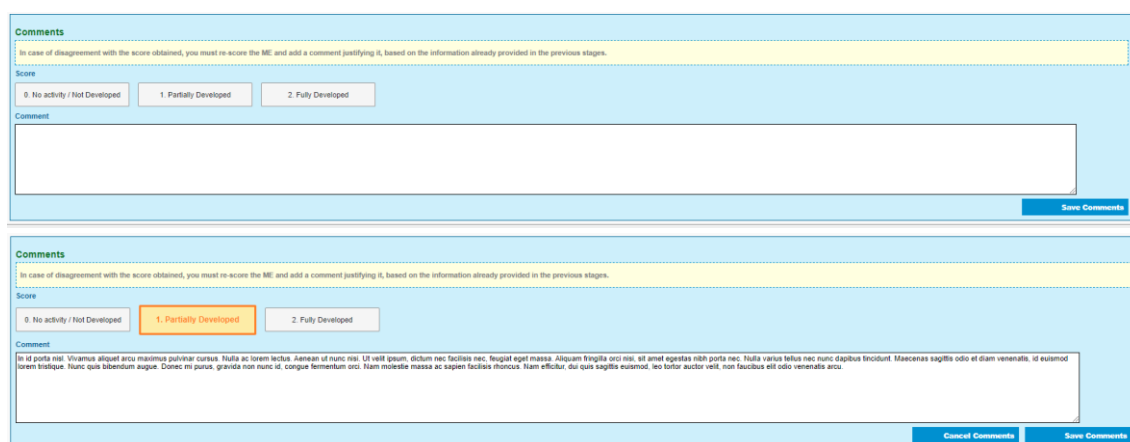 Comments
In case of disagreement with the score obtained, you must re-score the ME and add a comment justifying it, based on the information already provided in the previous stages.
Score
0. No activity / Not Developed 1. Partially Developed 2. Fully Developed
Comment
Save Comments
Comments
In case of disagreement with the score obtained, you must re-score the ME and add a comment justifying it, based on the information already provided in the previous stages.
Score
0. No activity / Not Developed 1. Partially Developed 2. Fully Developed
Comment
In id porta nisl. Vivamus aliquet arcu maximus pulvinar cursus. Nulla ac lorem lectus. Aenean ut nunc nisi. Ut velit ipsum, dictum nec facilisis nec, feugiat eget massa. Aliquam fringilla orci nisi, sit amet egestas nibh porta nec. Nulla varius tellus nec nunc dapibus tincidunt. Maecenas sagittis odio et diam venenatis, id euismod
lorem tristique. Nunc quis bibendum augue. Donec mi purus, gravida non nunc id, congue fermentum orci. Nam molestie massa ac sapien facilisis rhoncus. Nam efficitur, dui quis sagittis euismod, leo tortor auctor velit, non faucibus elit odio venenatis arcu.
Cancel Comments Save Comments